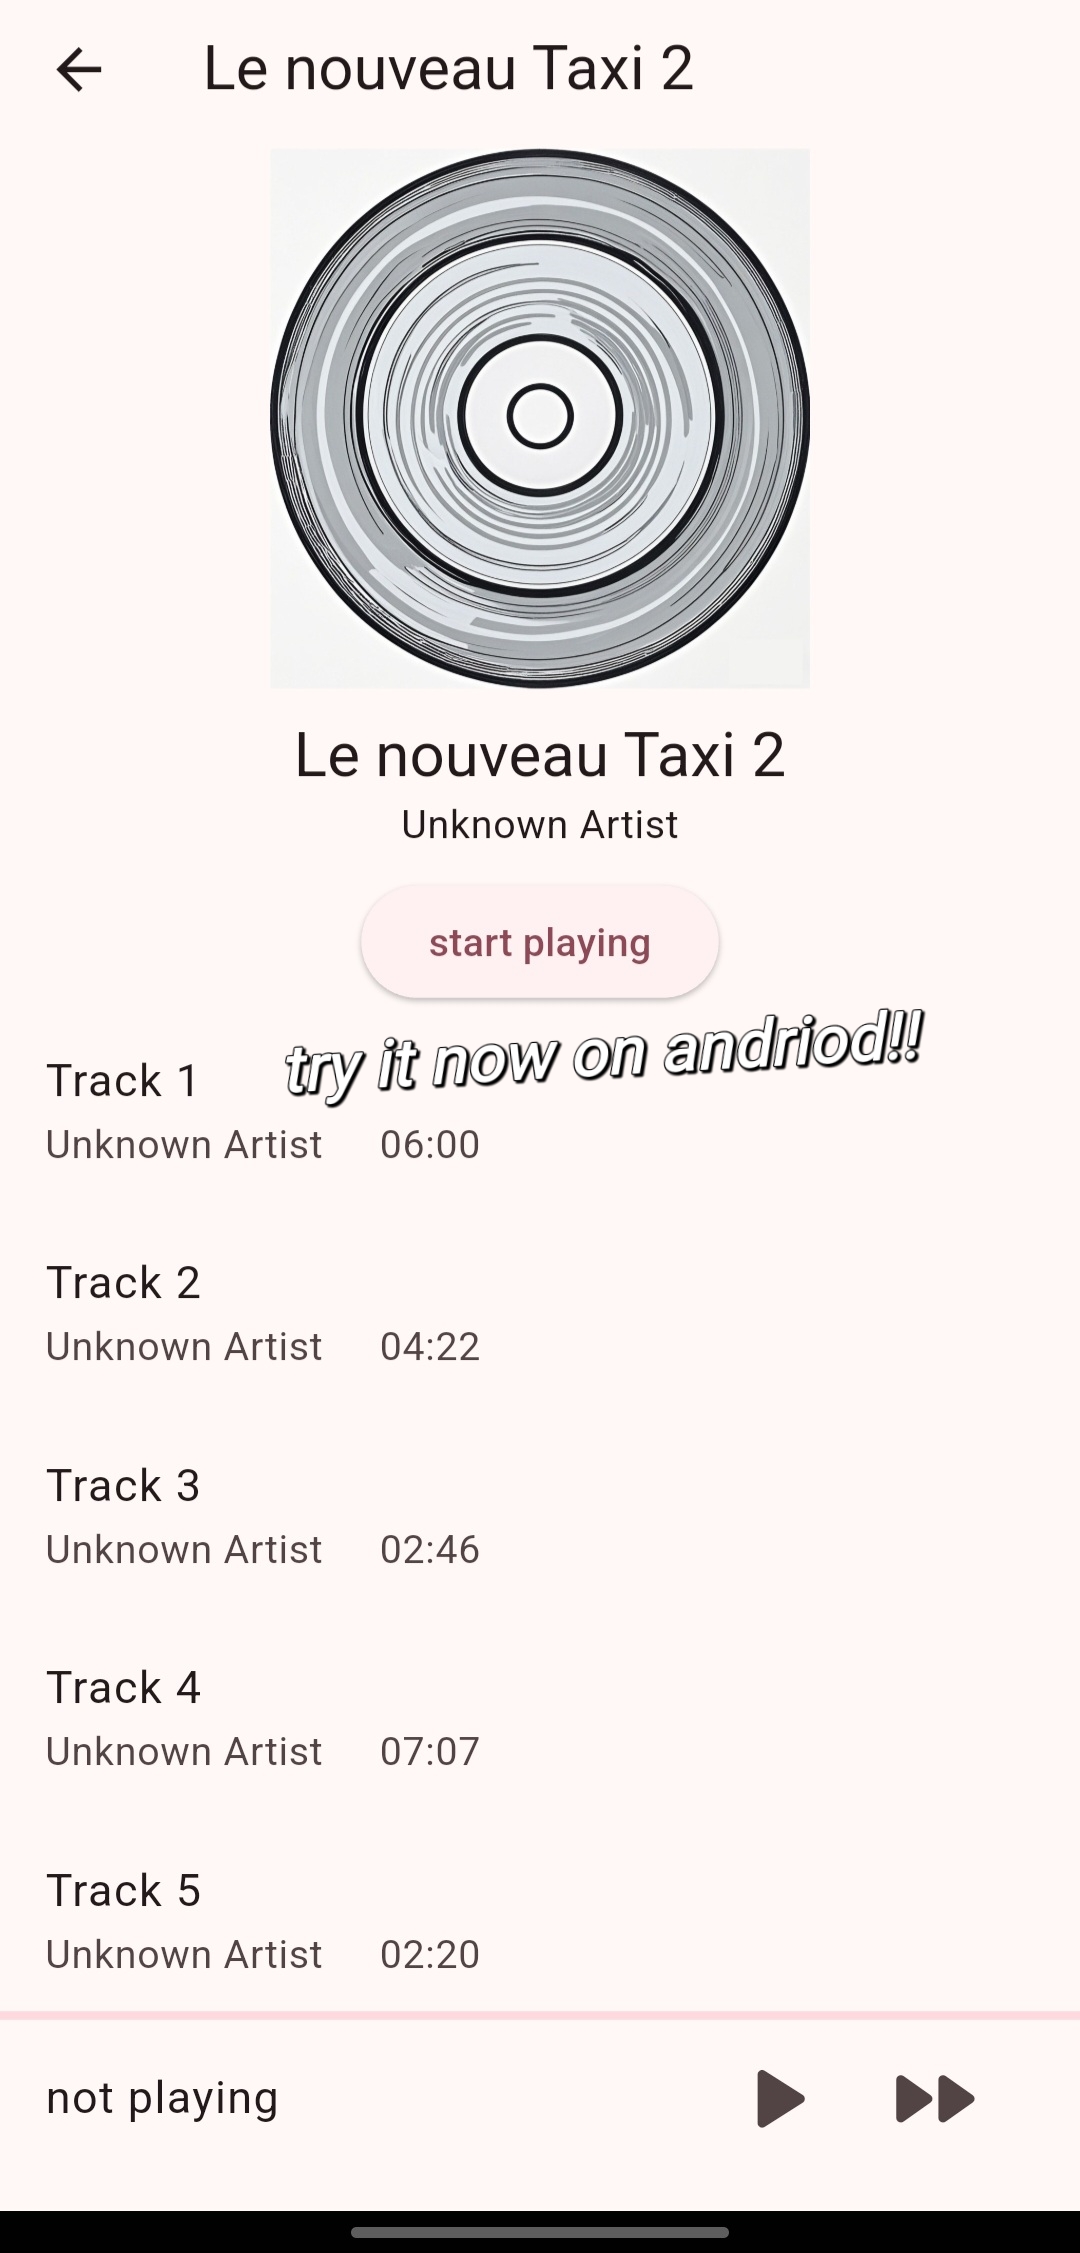 Le nouveau Taxi 2
Le nouveau Taxi 2
Unknown Artist
start playing
try it now on andriod!!
Track 1
Unknown Artist 06:00
Track 2
Unknown Artist 04:22
Track 3
Unknown Artist 02:46
Track 4
Unknown Artist 07:07
Track 5
Unknown Artist 02:20
not playing